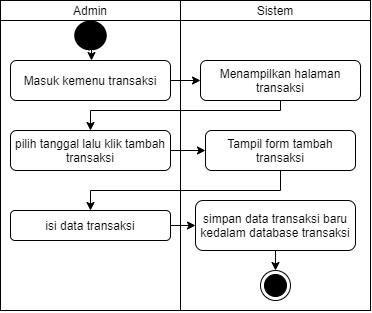 Admin
Sistem
Masuk kemenu transaksi
Menampilkan halaman
transaksi
pilih tanggal lalu klik tambah
transaksi
Tampil form tambah
transaksi
isi data transaksi
simpan data transaksi baru
kedalam database transaksi